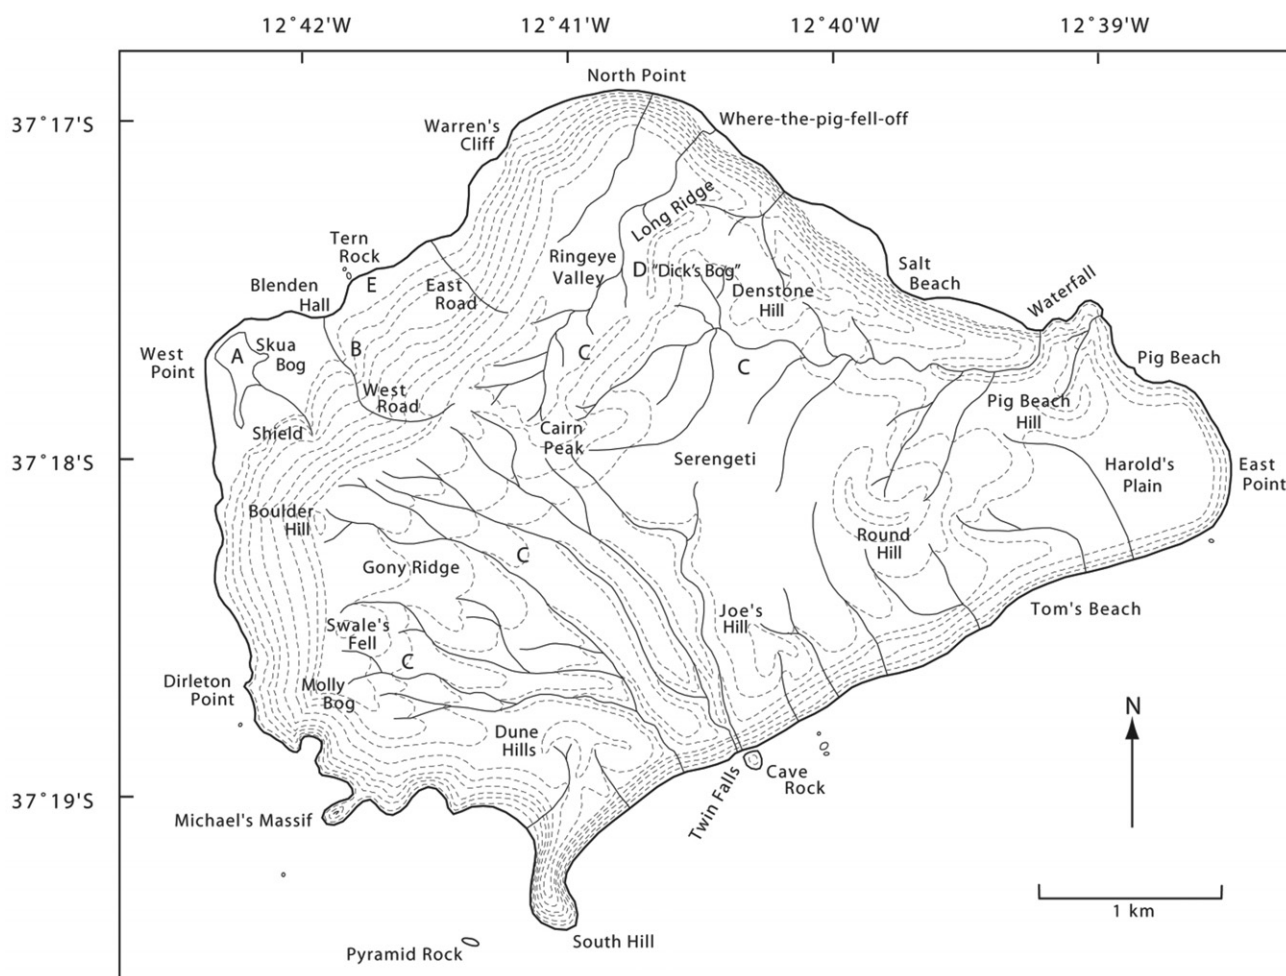 12˚42'W
12˚41'W
12˚40'W
12˚39'W
North Point
37˚17'S
Warren's
Cliff
Where-the-pig-fell-off
Long Ridge
Tern
Rock
Ringeye
Valley
D
"Dick's Bog"
Salt
Beach
Blenden
Hall
E
East
Road
Denstone
Hill
Waterfall
West
Point
A
Skua
Bog
B
C
C
Pig Beach
West
Road
Pig Beach
Hill
Shield
Cairn
Peak
37˚18'S
Serengeti
Harold's
Plain
East
Point
Boulder
Hill
Round
Hill
C
Gony Ridge
Joe's
Hill
Tom's Beach
Swale's
Fell
C
Dirleton
Point
Molly
Bog
N
Dune
Hills
Twin Falls
Cave
Rock
37˚19'S
Michael's Massif
1 km
South Hill
Pyramid Rock